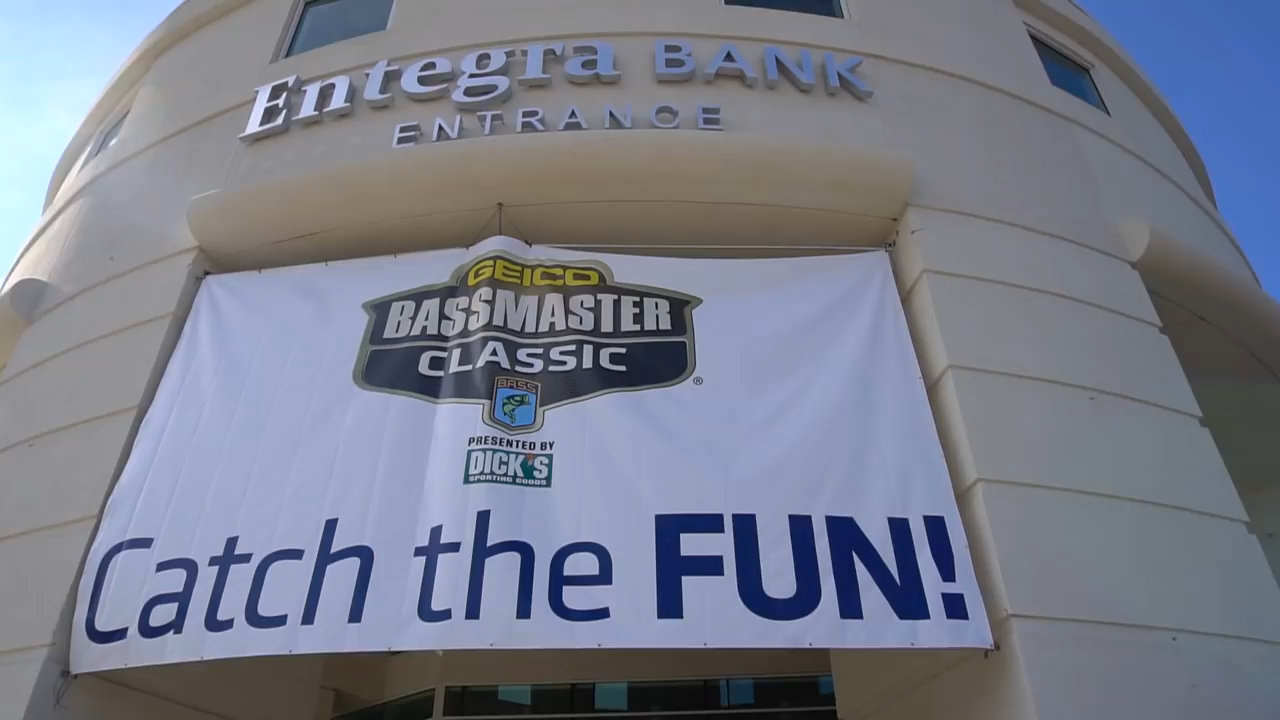 Entegra BANK
ENTRANCE
GEICO
BASSMASTER
CLASSIC
®
BASS
PRESENTED BY
DICK'S
SPORTING GOODS
Catch the FUN!